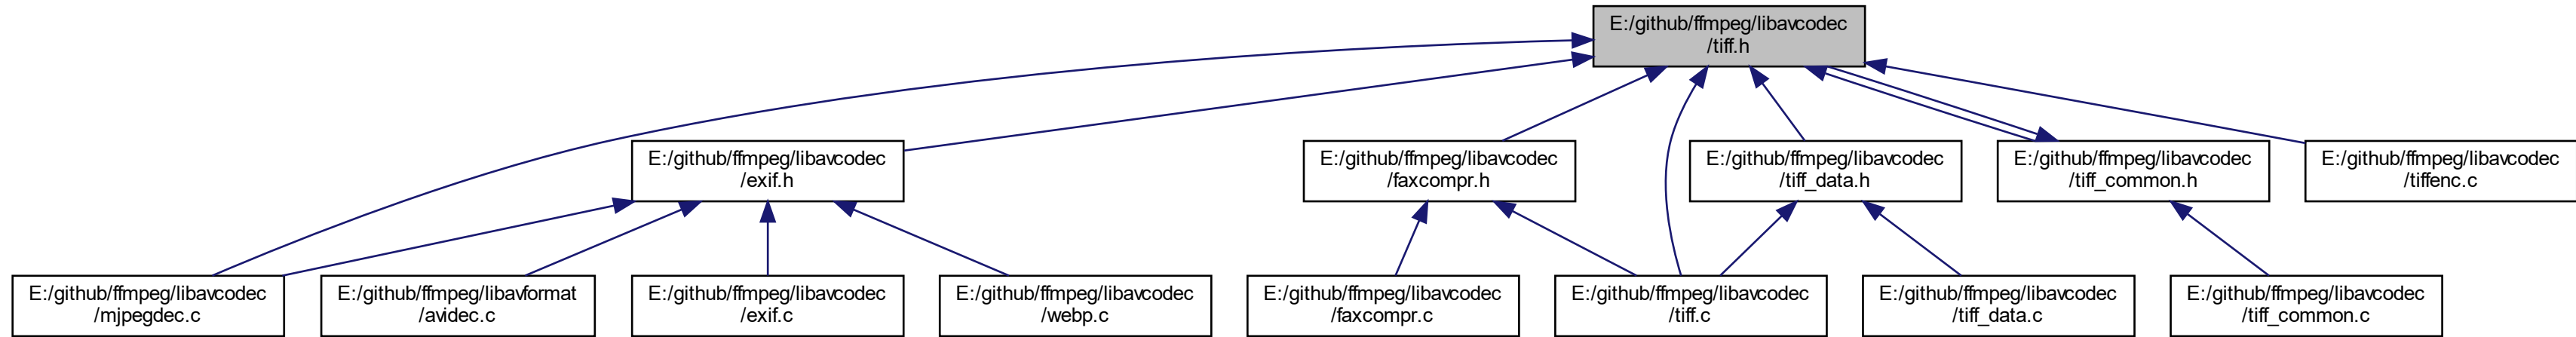 E:/github/ffmpeg/libavcodec
/tiff.h
E:/github/ffmpeg/libavcodec
/exif.h
E:/github/ffmpeg/libavcodec
/faxcompr.h
E:/github/ffmpeg/libavcodec
/tiff_data.h
E:/github/ffmpeg/libavcodec
/tiff_common.h
E:/github/ffmpeg/libavcodec
/tiffenc.c
E:/github/ffmpeg/libavcodec
/mjpegdec.c
E:/github/ffmpeg/libavformat
/avidec.c
E:/github/ffmpeg/libavcodec
/exif.c
E:/github/ffmpeg/libavcodec
/webp.c
E:/github/ffmpeg/libavcodec
/faxcompr.c
E:/github/ffmpeg/libavcodec
/tiff.c
E:/github/ffmpeg/libavcodec
/tiff_data.c
E:/github/ffmpeg/libavcodec
/tiff_common.c